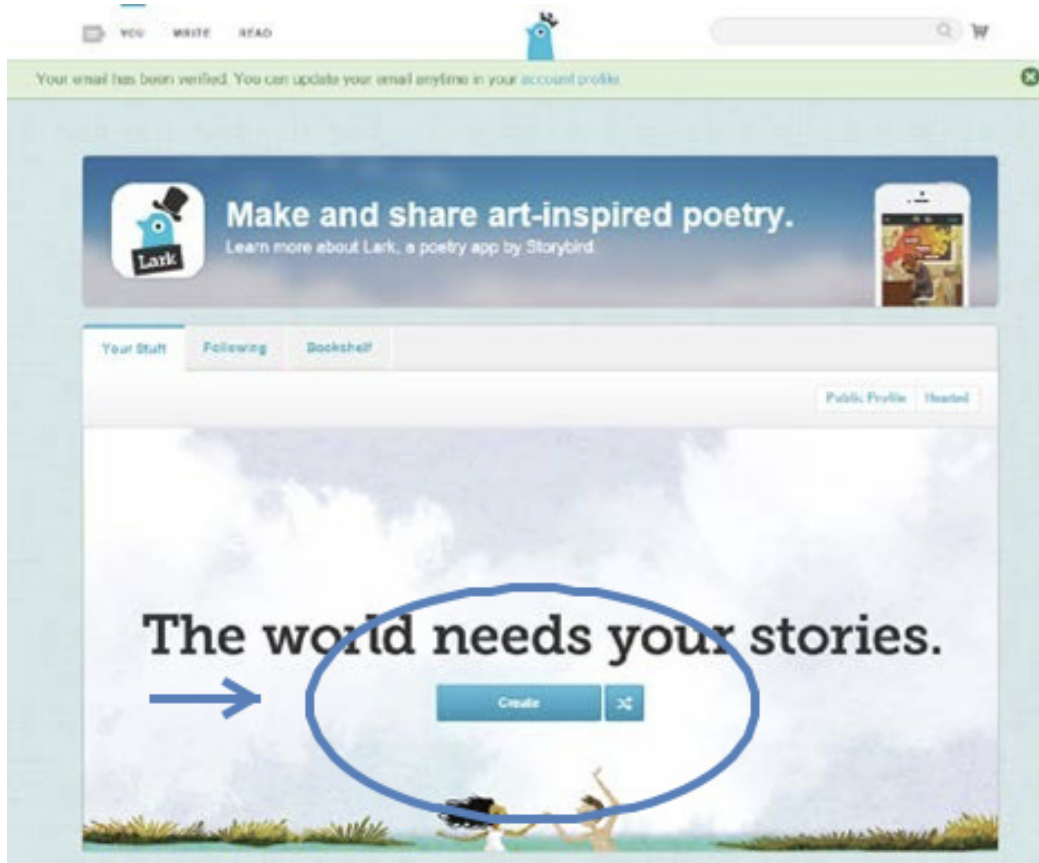 YOU WRITE READ
Your email has been verified. You can update your email anytime in your account profile.
Make and share art-inspired poetry.
Learn more about Lark, a poetry app by Storybird
Lark
Your Stuff Following Bookshelf
Public Profile Hearted
The world needs your stories.
Create